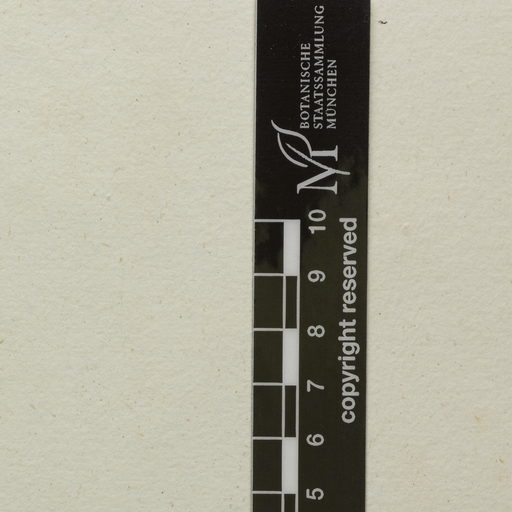 BOTANISCHE
STAATSSAMMLUNG
MÜNCHEN
10
9
8
7
6
5
copyright reserved